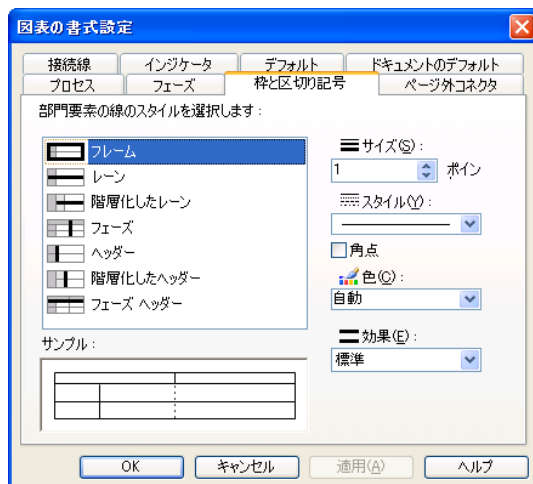 図表の書式設定
接続線 インジケータ デフォルト ドキュメントのデフォルト
プロセス フェーズ 枠と区切り記号 ページ外コネクタ
部門要素の線のスタイルを選択します:
フレーム
レーン
階層化したレーン
フェーズ
ヘッダー
階層化したヘッダー
フェーズ ヘッダー
サンプル:
サイズ(S):
1 ポイン
スタイル(Y):
角点
色(C):
自動
効果(E):
標準
OK キャンセル 適用(A) ヘルプ